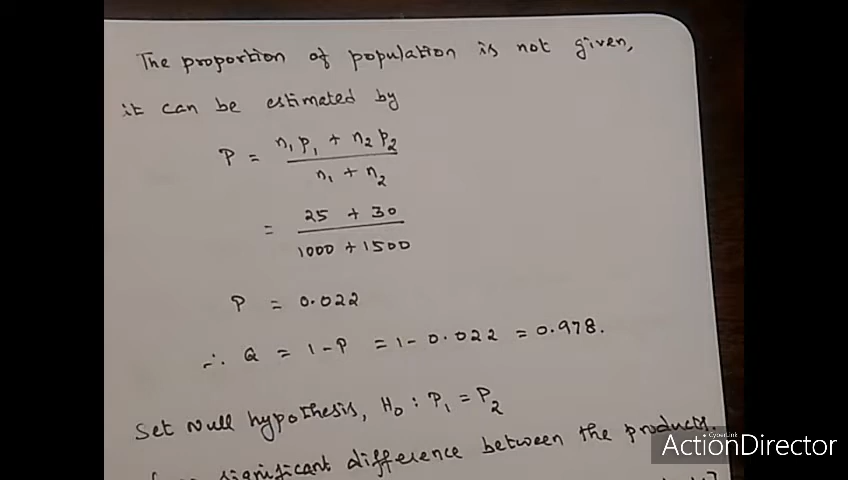 The proportion of population is not given,
it can be estimated by
P = n₁p₁ + n₂p₂ / n₁ + n₂
= 25 + 30 / 1000 + 1500
P = 0.022
∴ Q = 1 - P = 1 - 0.022 = 0.978.
Set Null hypothesis, H₀ : P₁ = P₂
significant difference between the products.
CyberLink
ActionDirector